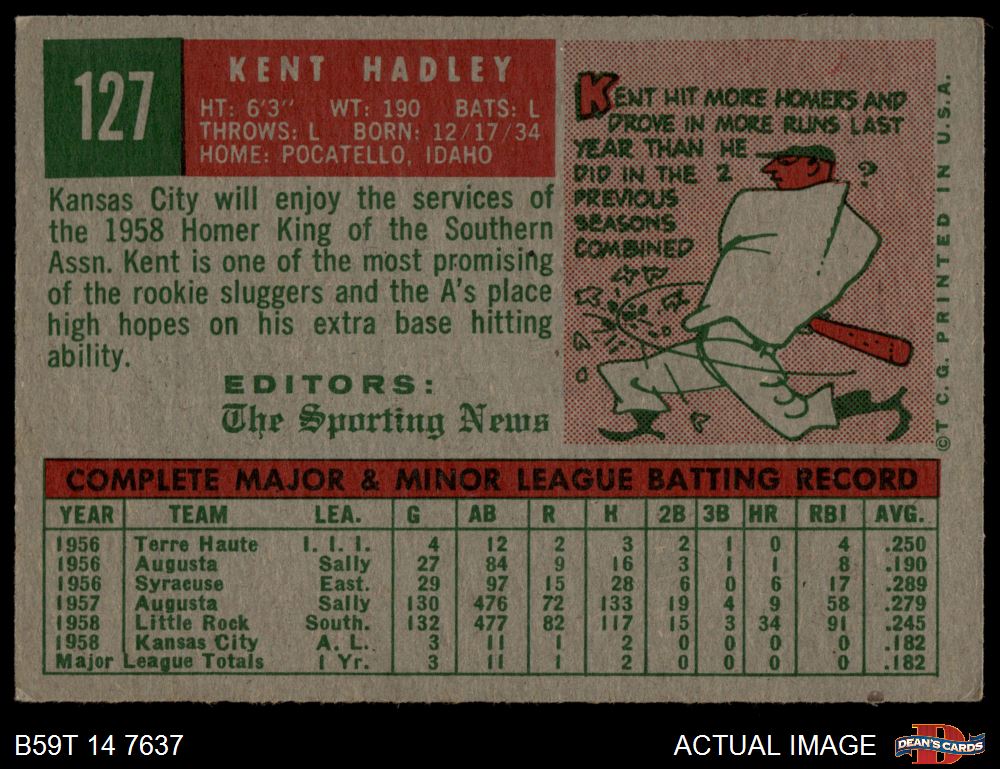 127
KENT HADLEY
HT: 6'3" WT: 190 BATS: L
THROWS: L BORN: 12/17/34
HOME: POCATELLO, IDAHO
Kansas City will enjoy the services of
the 1958 Homer King of the Southern
Assn. Kent is one of the most promising
of the rookie sluggers and the A's place
high hopes on his extra base hitting
ability.
EDITORS:
The Sporting News
KENT HIT MORE HOMERS AND
DROVE IN MORE RUNS LAST
YEAR THAN HE
DID IN THE 2
PREVIOUS
SEASONS
COMBINED
?
©T.C.G. PRINTED IN U.S.A.
COMPLETE MAJOR & MINOR LEAGUE BATTING RECORD
YEAR TEAM LEA. G AB R H 2B 3B HR RBI AVG.
1956 Terre Haute I. I. I. 4 12 2 3 2 1 0 4 .250
1956 Augusta Sally 27 84 9 16 3 1 1 8 .190
1956 Syracuse East. 29 97 15 28 6 0 6 17 .289
1957 Augusta Sally 130 476 72 133 19 4 9 58 .279
1958 Little Rock South. 132 477 82 117 15 3 34 91 .245
1958 Kansas City A. L. 3 11 1 2 0 0 0 0 .182
Major League Totals 1 Yr. 3 11 1 2 0 0 0 0 .182
B59T 14 7637
ACTUAL IMAGE
D
DEAN'S CARDS